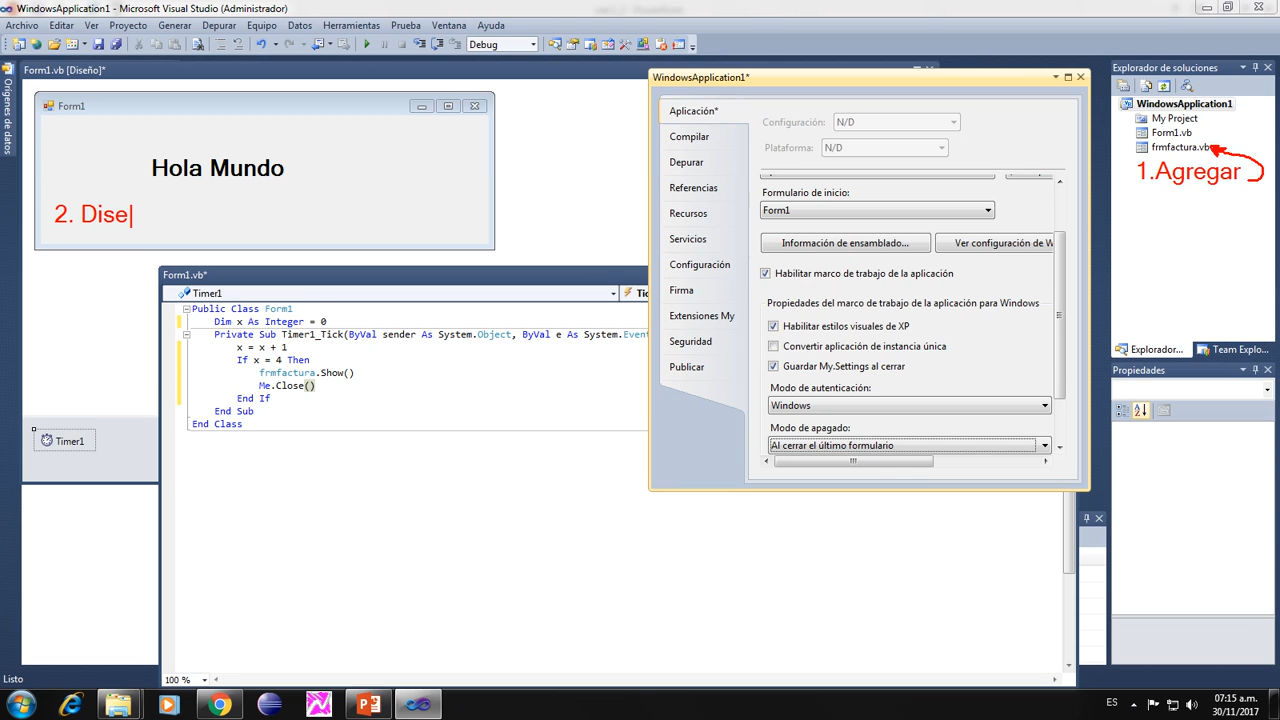 WindowsApplication1 - Microsoft Visual Studio (Administrador)
Archivo Editar Ver Proyecto Generar Depurar Equipo Datos Herramientas Prueba Ventana Ayuda
Debug
Form1.vb [Diseño]*
Orígenes de datos
Form1
Hola Mundo
2. Dise
Timer1
Form1.vb*
Timer1
Tic
Public Class Form1
Dim x As Integer = 0
Private Sub Timer1_Tick(ByVal sender As System.Object, ByVal e As System.Event
x = x + 1
If x = 4 Then
frmfactura.Show()
Me.Close()
End If
End Sub
End Class
100 %
WindowsApplication1*
Aplicación*
Compilar
Depurar
Referencias
Recursos
Servicios
Configuración
Firma
Extensiones My
Seguridad
Publicar
Configuración: N/D
Plataforma: N/D
Formulario de inicio:
Form1
Información de ensamblado... Ver configuración de W
Habilitar marco de trabajo de la aplicación
Propiedades del marco de trabajo de la aplicación para Windows
Habilitar estilos visuales de XP
Convertir aplicación de instancia única
Guardar My.Settings al cerrar
Modo de autenticación:
Windows
Modo de apagado:
Al cerrar el último formulario
Explorador de soluciones
WindowsApplication1
My Project
Form1.vb
frmfactura.vb
1.Agregar
Explorador... Team Explo...
Propiedades
Listo
ES
07:15 a.m.
30/11/2017